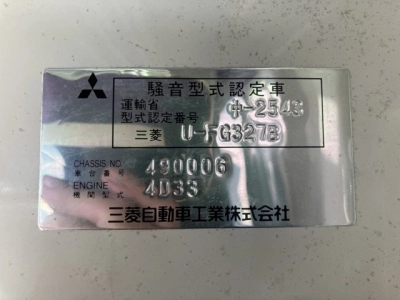 騒音型式認定車
運輸省
型式認定番号 中-2543
三菱 U-FG327B
CHASSIS NO. 490006
車台番号
ENGINE 4D33
機関型式
三菱自動車工業株式会社